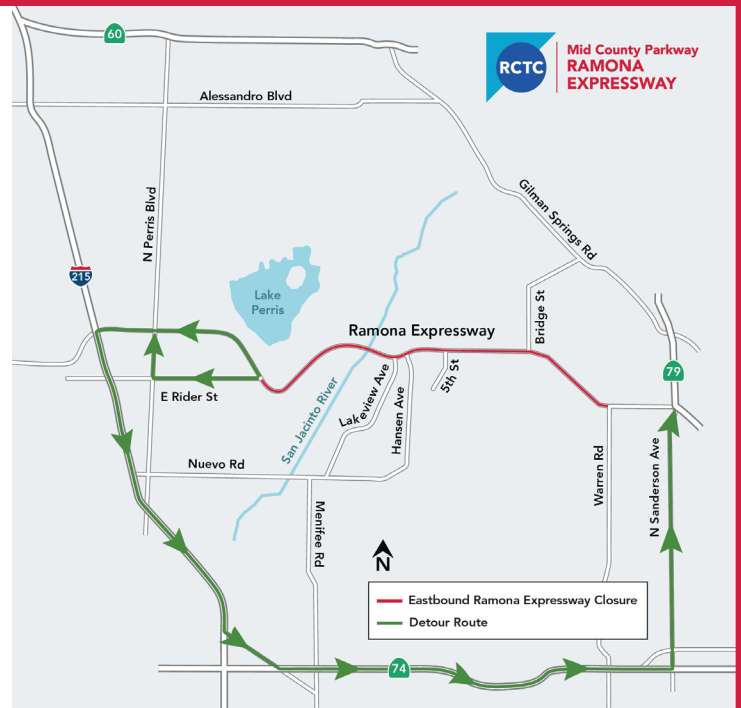 60
RCTC
Mid County Parkway
RAMONA
EXPRESSWAY
Alessandro Blvd
Gilman Springs Rd
N Perris Blvd
215
Lake
Perris
Bridge St
Ramona Expressway
79
5th St
E Rider St
San Jacinto River
Lakeview Ave
Hansen Ave
Nuevo Rd
Warren Rd
N Sanderson Ave
Menifee Rd
N
Eastbound Ramona Expressway Closure
Detour Route
74